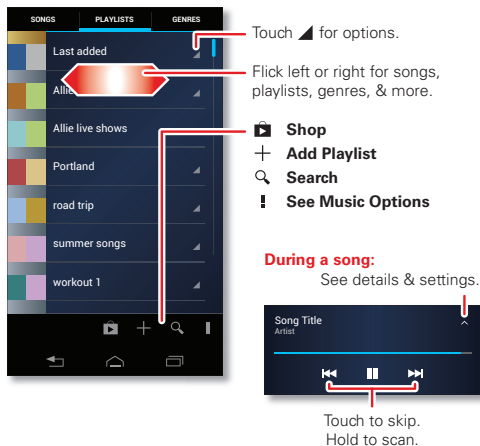 SONGS PLAYLISTS GENRES
Last added
Allie
Allie live shows
Portland
road trip
summer songs
workout 1
Touch for options.
Flick left or right for songs,
playlists, genres, & more.
Shop
Add Playlist
Search
See Music Options
During a song:
See details & settings.
Song Title
Artist
Touch to skip.
Hold to scan.